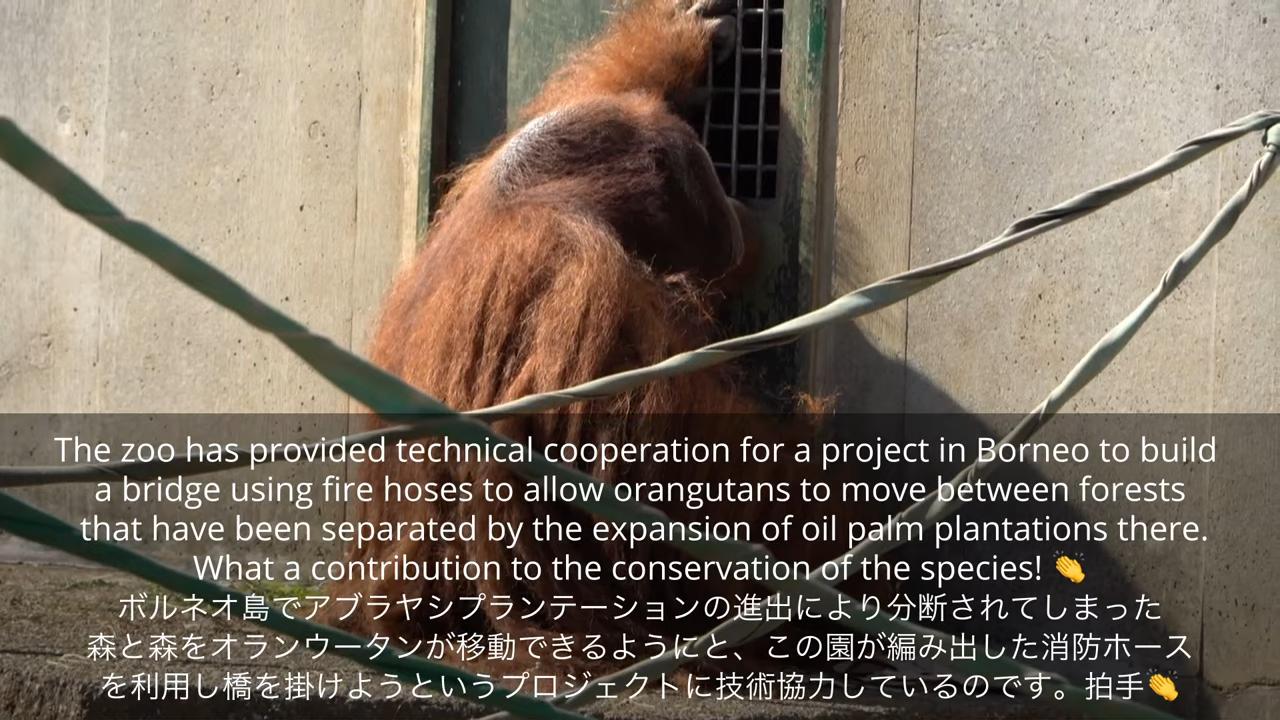 The zoo has provided technical cooperation for a project in Borneo to build
a bridge using fire hoses to allow orangutans to move between forests
that have been separated by the expansion of oil palm plantations there.
What a contribution to the conservation of the species! 👏
ボルネオ島でアブラヤシプランテーションの進出により分断されてしまった
森と森をオランウータンが移動できるようにと、この園が編み出した消防ホース
を利用し橋を掛けようというプロジェクトに技術協力しているのです。拍手👏